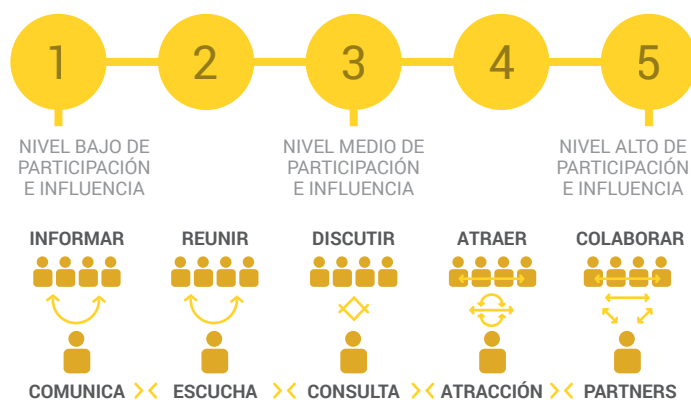 1 2 3 4 5
NIVEL BAJO DE
PARTICIPACIÓN
E INFLUENCIA
NIVEL MEDIO DE
PARTICIPACIÓN
E INFLUENCIA
NIVEL ALTO DE
PARTICIPACIÓN
E INFLUENCIA
INFORMAR REUNIR DISCUTIR ATRAER COLABORAR
COMUNICA ESCUCHA CONSULTA ATRACCIÓN PARTNERS